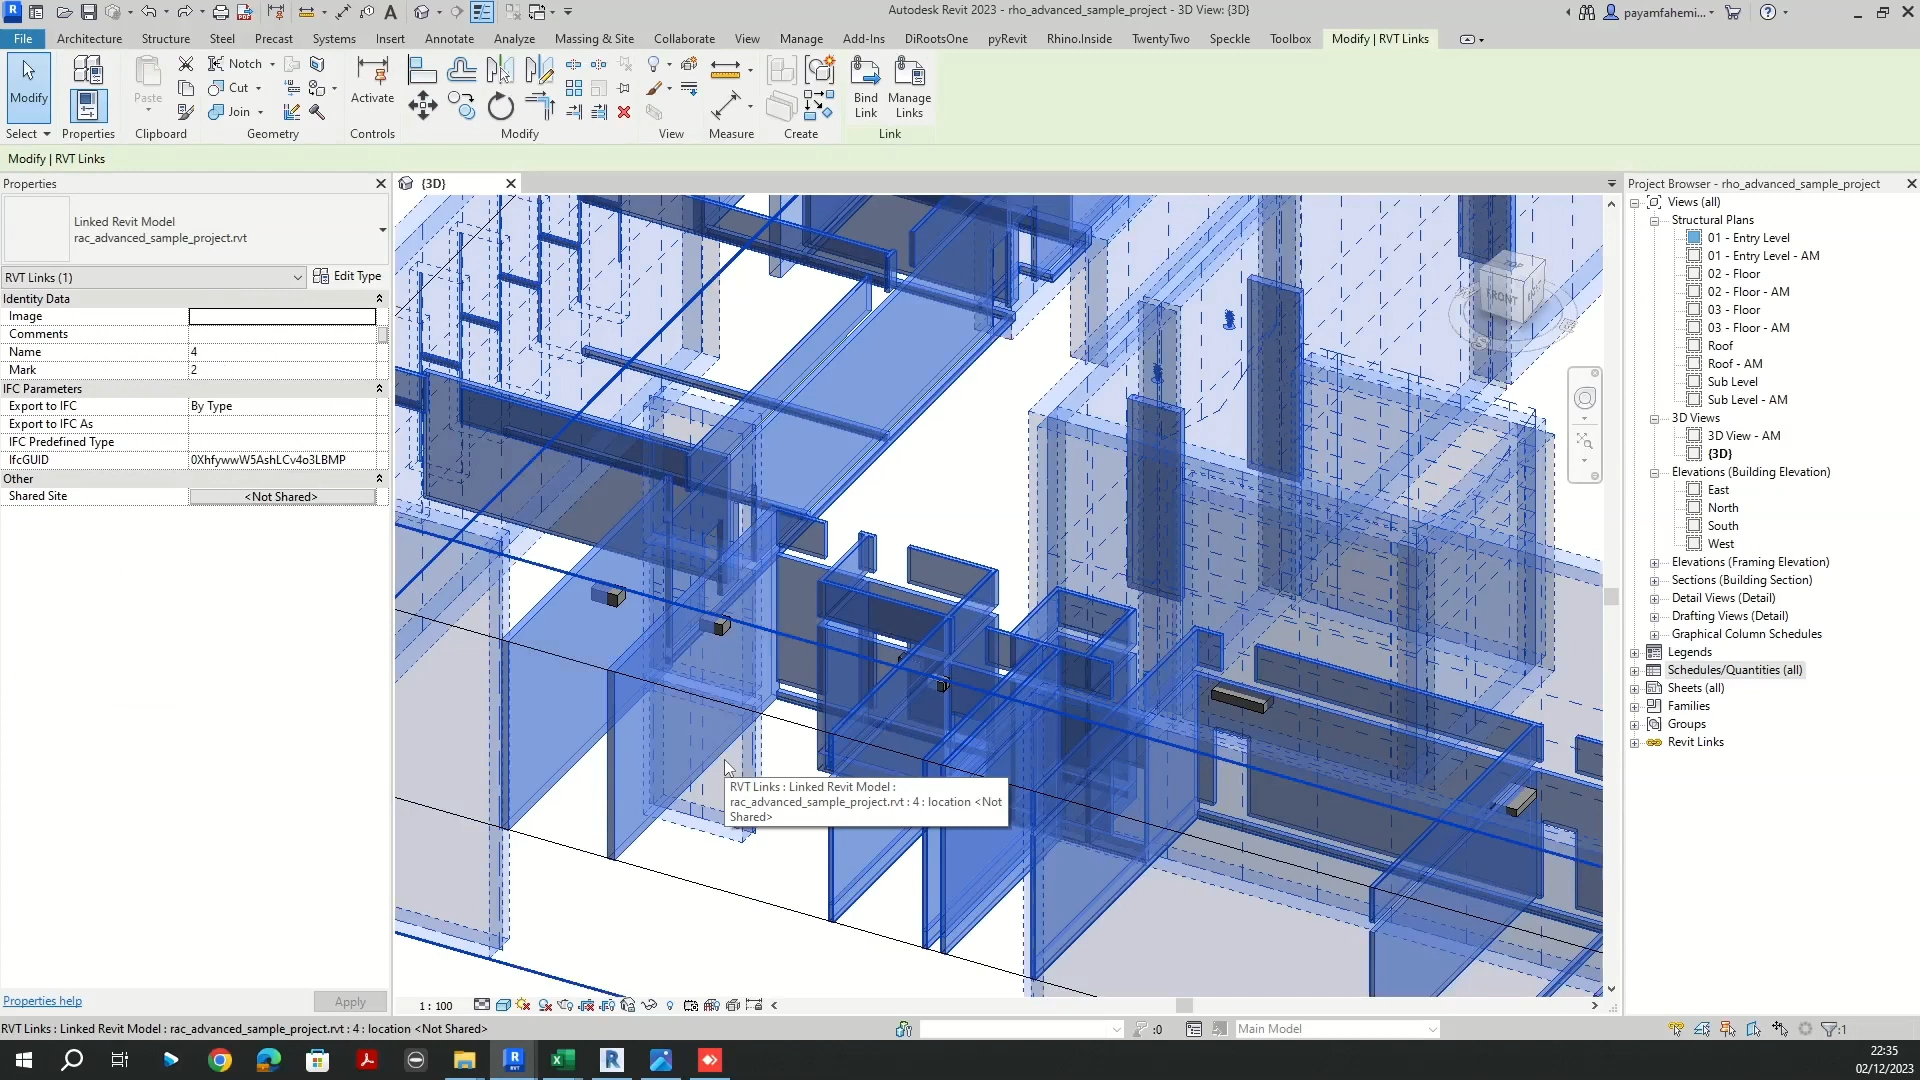 Autodesk Revit 2023 - rho_advanced_sample_project - 3D View: {3D}
payamfahemi...
File Architecture Structure Steel Precast Systems Insert Annotate Analyze Massing & Site Collaborate View Manage Add-Ins DiRootsOne pyRevit Rhino.Inside TwentyTwo Speckle Toolbox Modify | RVT Links
Modify
Paste
Notch
Cut
Join
Activate
Bind Link
Manage Links
Select Properties Clipboard Geometry Controls Modify View Measure Create Link
Modify | RVT Links
Properties
Linked Revit Model
rac_advanced_sample_project.rvt
RVT Links (1)
Edit Type
Identity Data
Image
Comments
Name 4
Mark 2
IFC Parameters
Export to IFC By Type
Export to IFC As
IFC Predefined Type
IfcGUID 0XhfywwW5AshLCv4o3LBMP
Other
Shared Site <Not Shared>
Properties help
Apply
{3D}
TOP
FRONT
RVT Links : Linked Revit Model :
rac_advanced_sample_project.rvt : 4 : location <Not
Shared>
1 : 100
Project Browser - rho_advanced_sample_project
Views (all)
Structural Plans
01 - Entry Level
01 - Entry Level - AM
02 - Floor
02 - Floor - AM
03 - Floor
03 - Floor - AM
Roof
Roof - AM
Sub Level
Sub Level - AM
3D Views
3D View - AM
{3D}
Elevations (Building Elevation)
East
North
South
West
Elevations (Framing Elevation)
Sections (Building Section)
Detail Views (Detail)
Drafting Views (Detail)
Graphical Column Schedules
Legends
Schedules/Quantities (all)
Sheets (all)
Families
Groups
Revit Links
RVT Links : Linked Revit Model : rac_advanced_sample_project.rvt : 4 : location <Not Shared>
:0
Main Model
:1
22:35
02/12/2023